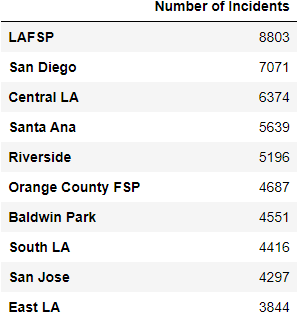 Number of Incidents
LAFSP 8803
San Diego 7071
Central LA 6374
Santa Ana 5639
Riverside 5196
Orange County FSP 4687
Baldwin Park 4551
South LA 4416
San Jose 4297
East LA 3844